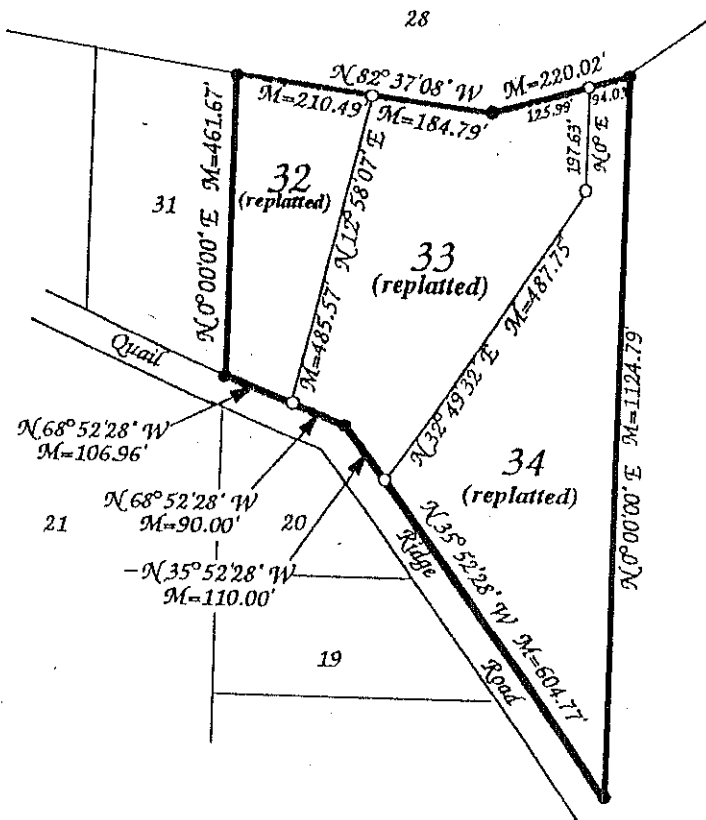 28
N 82° 37' 08" W
M=220.02'
M=210.49'
M=184.79'
125.99'
94.03
N 0° 00' 00" E M=461.67'
31
32
(replatted)
N 12° 58' 07" E
M=485.57'
33
(replatted)
197.63'
N 0° E
N 32° 49' 32" E M=487.75'
N 0° 00' 00" E M=1124.79'
34
(replatted)
Quail
N 68° 52' 28" W
M=106.96'
N 68° 52' 28" W
M=90.00'
N 35° 52' 28" W
M=110.00'
21
20
19
Ridge
Road
N 35° 52' 28" W M=604.77'